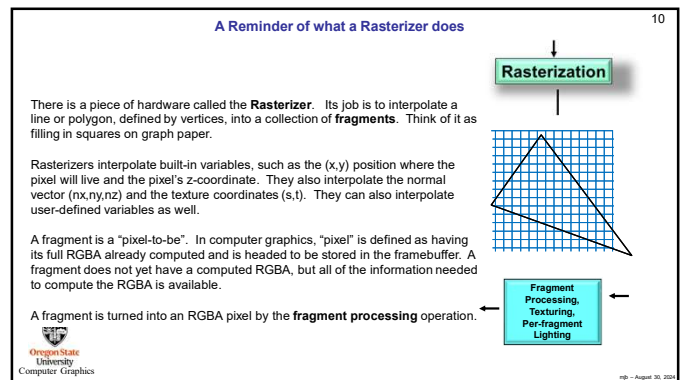 A Reminder of what a Rasterizer does
10
Rasterization
There is a piece of hardware called the Rasterizer. Its job is to interpolate a
line or polygon, defined by vertices, into a collection of fragments. Think of it as
filling in squares on graph paper.
Rasterizers interpolate built-in variables, such as the (x,y) position where the
pixel will live and the pixel's z-coordinate. They also interpolate the normal
vector (nx,ny,nz) and the texture coordinates (s,t). They can also interpolate
user-defined variables as well.
A fragment is a “pixel-to-be”. In computer graphics, “pixel” is defined as having
its full RGBA already computed and is headed to be stored in the framebuffer. A
fragment does not yet have a computed RGBA, but all of the information needed
to compute the RGBA is available.
A fragment is turned into an RGBA pixel by the fragment processing operation.
Fragment
Processing,
Texturing,
Per-fragment
Lighting
Oregon State
University
Computer Graphics
mjb – August 30, 2024